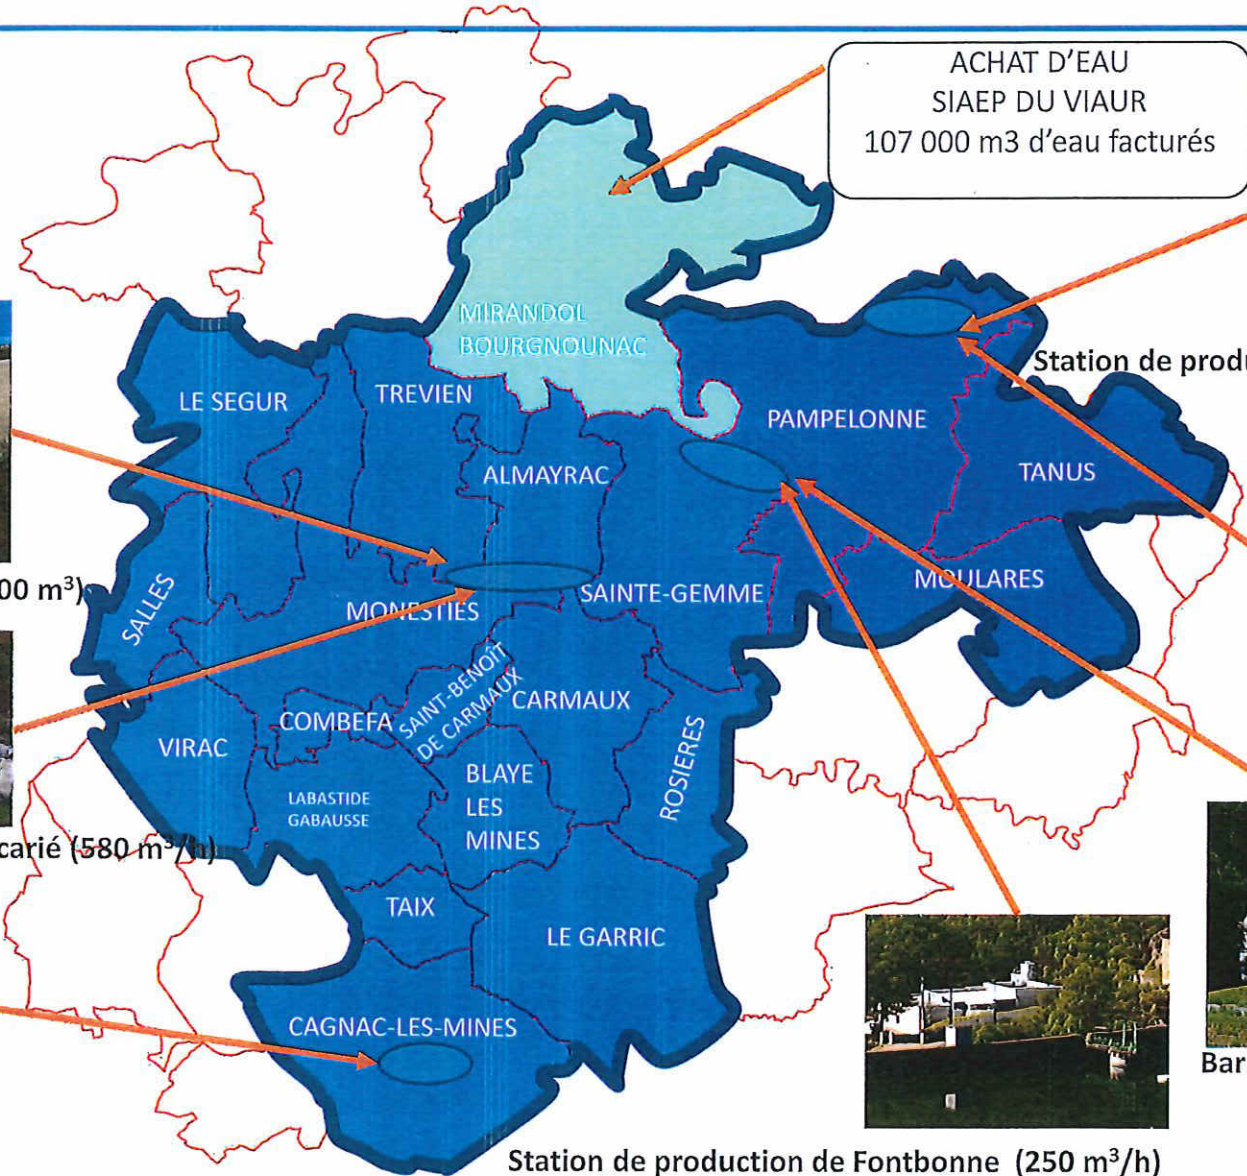 ACHAT D'EAU
SIAEP DU VIAUR
107 000 m3 d'eau facturés
MIRANDOL
BOURGNOUNAC
Station de produ
LE SEGUR
TREVIEN
PAMPELONNE
ALMAYRAC
TANUS
00 m³)
SALLES
MONESTIES
SAINTE-GEMME
MOULARES
SAINT-BENOÎT
DE CARMAUX
CARMAUX
COMBEFA
VIRAC
ROSIERES
BLAYE
LES
MINES
LABASTIDE
GABAUSSE
carié (580 m³/h)
TAIX
LE GARRIC
CAGNAC-LES-MINES
Bar
Station de production de Fontbonne (250 m³/h)